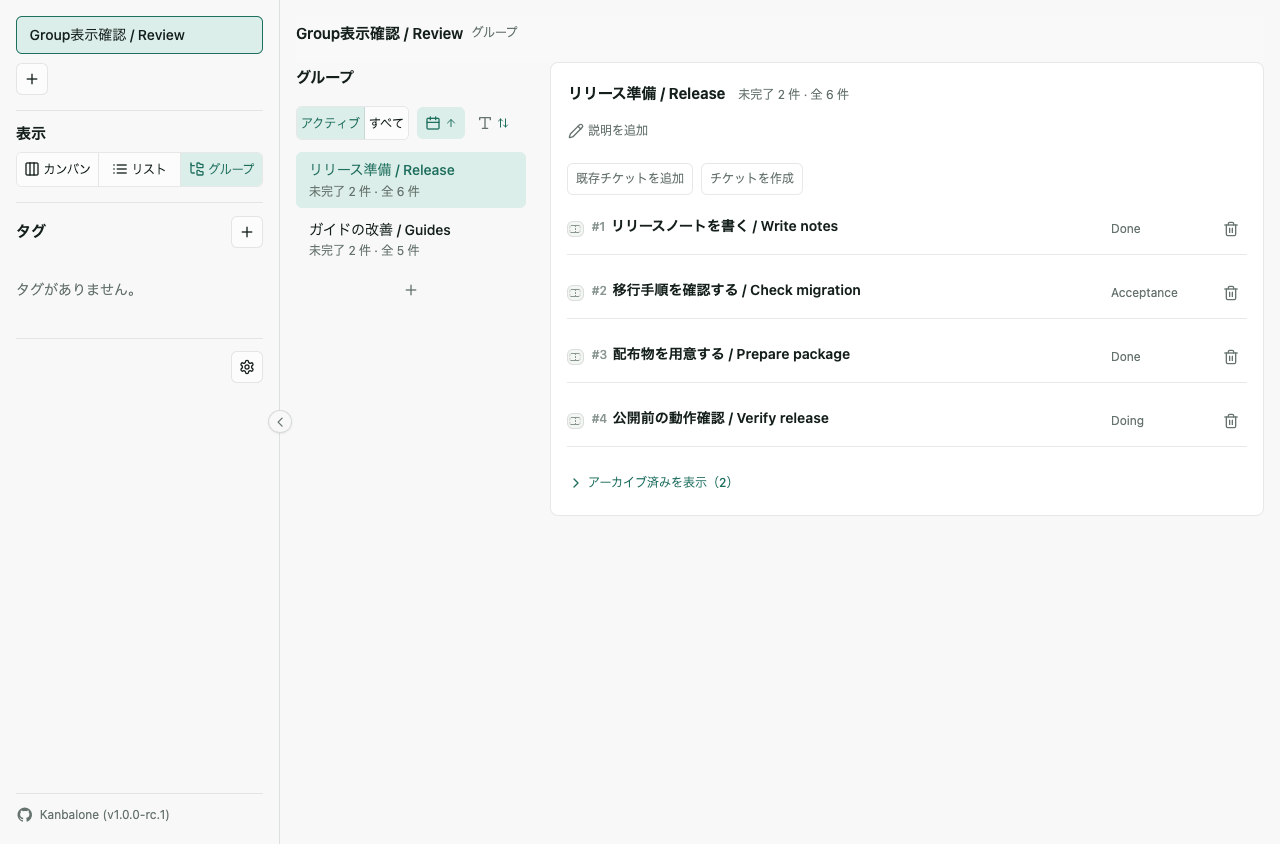 Group表示確認 / Review
表示
カンバン
リスト
グループ
タグ
タグがありません。
Kanbalone (v1.0.0-rc.1)
Group表示確認 / Review グループ
グループ
アクティブ すべて
リリース準備 / Release
未完了 2 件 · 全 6 件
ガイドの改善 / Guides
未完了 2 件 · 全 5 件
リリース準備 / Release 未完了 2 件 · 全 6 件
説明を追加
既存チケットを追加 チケットを作成
#1 リリースノートを書く / Write notes Done
#2 移行手順を確認する / Check migration Acceptance
#3 配布物を用意する / Prepare package Done
#4 公開前の動作確認 / Verify release Doing
アーカイブ済みを表示（2）